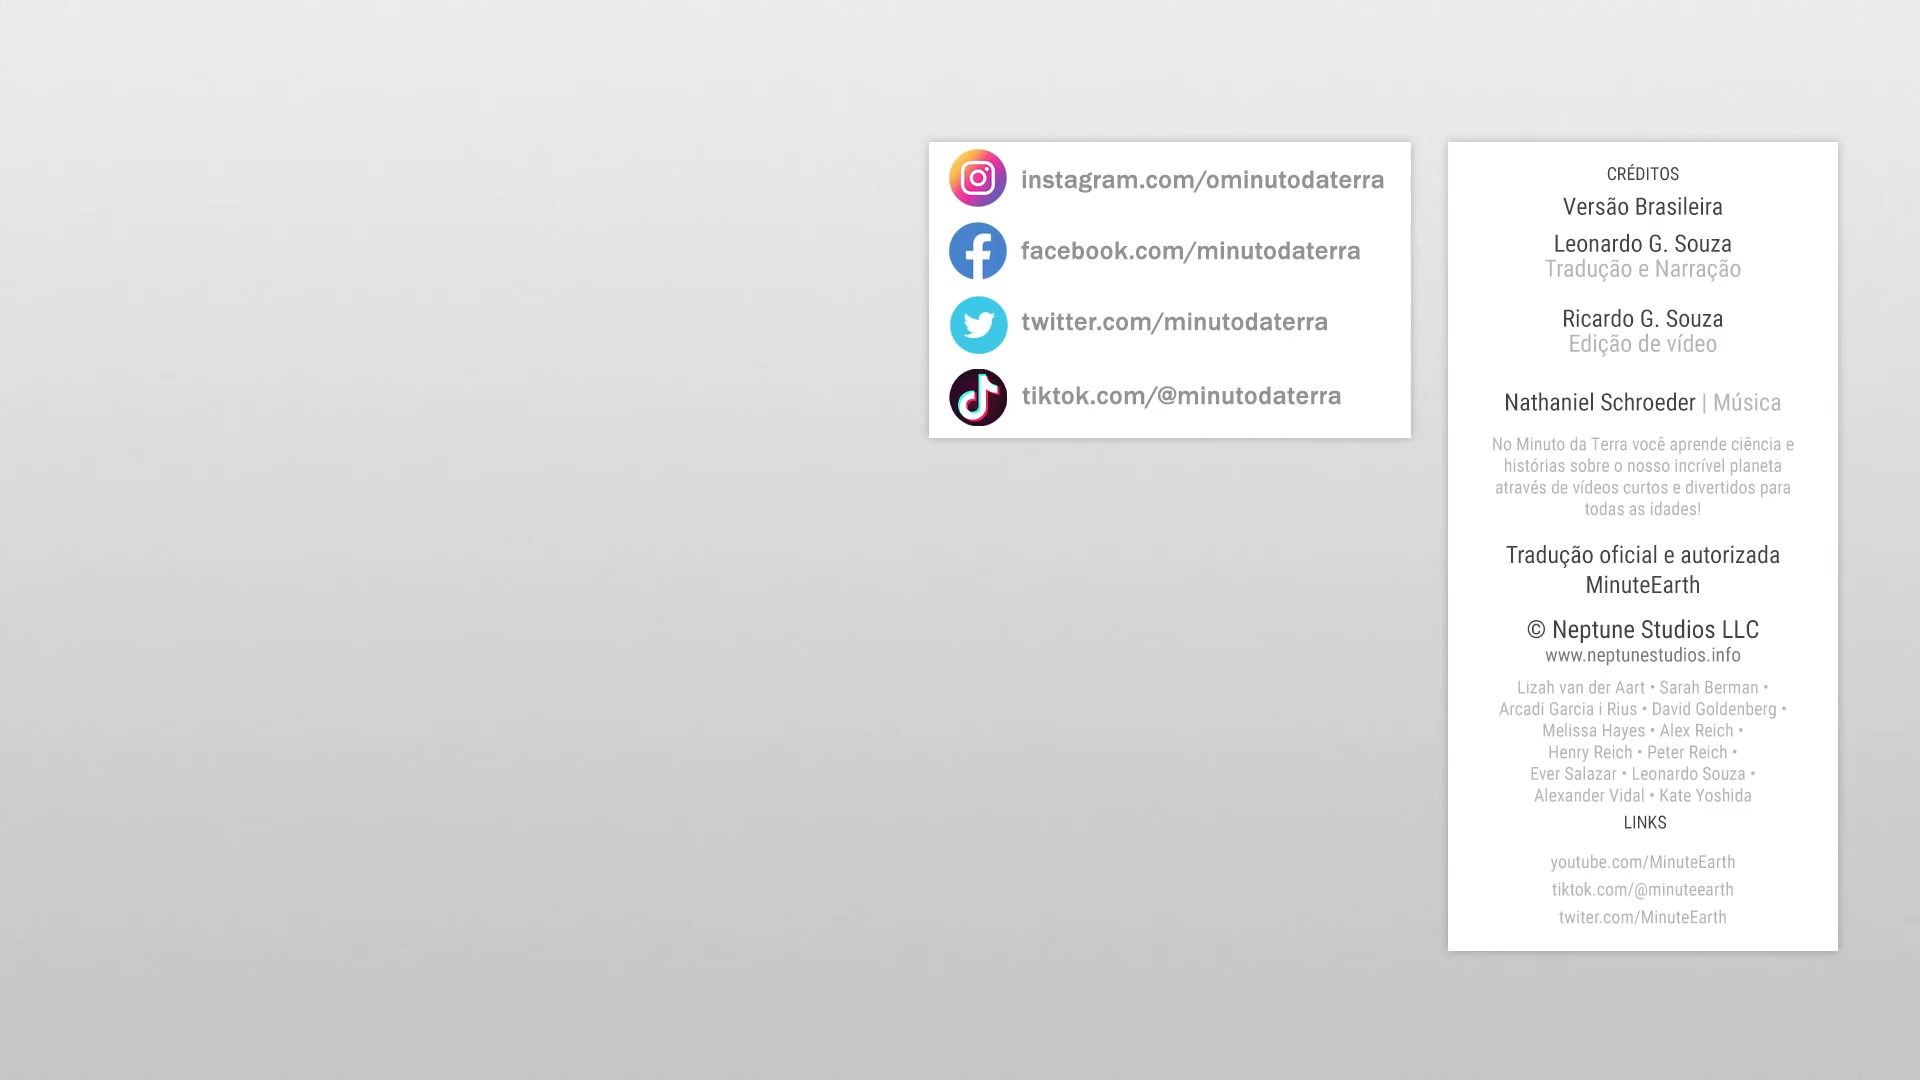 instagram.com/ominutodaterra
facebook.com/minutodaterra
twitter.com/minutodaterra
tiktok.com/@minutodaterra
CRÉDITOS
Versão Brasileira
Leonardo G. Souza
Tradução e Narração
Ricardo G. Souza
Edição de vídeo
Nathaniel Schroeder | Música
No Minuto da Terra você aprende ciência e
histórias sobre o nosso incrível planeta
através de vídeos curtos e divertidos para
todas as idades!
Tradução oficial e autorizada
MinuteEarth
© Neptune Studios LLC
www.neptunestudios.info
Lizah van der Aart • Sarah Berman •
Arcadi Garcia i Rius • David Goldenberg •
Melissa Hayes • Alex Reich •
Henry Reich • Peter Reich •
Ever Salazar • Leonardo Souza •
Alexander Vidal • Kate Yoshida
LINKS
youtube.com/MinuteEarth
tiktok.com/@minuteearth
twiter.com/MinuteEarth